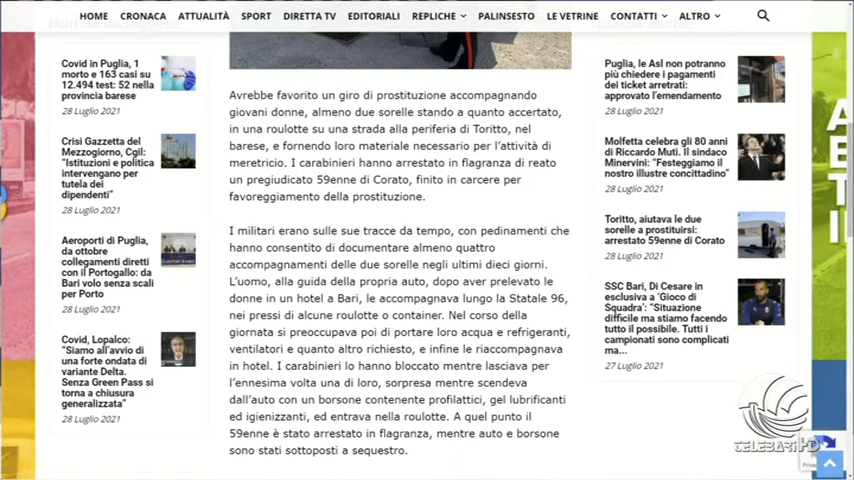 HOME CRONACA ATTUALITÀ SPORT DIRETTA TV EDITORIALI REPLICHE PALINSESTO LE VETRINE CONTATTI ALTRO
Covid in Puglia, 1
morto e 163 casi su
12.494 test: 52 nella
provincia barese
28 Luglio 2021
Crisi Gazzetta del
Mezzogiorno, Cgil:
“Istituzioni e politica
intervengano per
tutela dei
dipendenti”
28 Luglio 2021
Aeroporti di Puglia,
da ottobre
collegamenti diretti
con il Portogallo: da
Bari volo senza scali
per Porto
28 Luglio 2021
Covid, Lopalco:
“Siamo all’avvio di
una forte ondata di
variante Delta.
Senza Green Pass si
torna a chiusura
generalizzata”
28 Luglio 2021
Avrebbe favorito un giro di prostituzione accompagnando
giovani donne, almeno due sorelle stando a quanto accertato,
in una roulotte su una strada alla periferia di Toritto, nel
barese, e fornendo loro materiale necessario per l’attività di
meretricio. I carabinieri hanno arrestato in flagranza di reato
un pregiudicato 59enne di Corato, finito in carcere per
favoreggiamento della prostituzione.
I militari erano sulle sue tracce da tempo, con pedinamenti che
hanno consentito di documentare almeno quattro
accompagnamenti delle due sorelle negli ultimi dieci giorni.
L’uomo, alla guida della propria auto, dopo aver prelevato le
donne in un hotel a Bari, le accompagnava lungo la Statale 96,
nei pressi di alcune roulotte o container. Nel corso della
giornata si preoccupava poi di portare loro acqua e refrigeranti,
ventilatori e quanto altro richiesto, e infine le riaccompagnava
in hotel. I carabinieri lo hanno bloccato mentre lasciava per
l’ennesima volta una di loro, sorpresa mentre scendeva
dall’auto con un borsone contenente profilattici, gel lubrificanti
ed igienizzanti, ed entrava nella roulotte. A quel punto il
59enne è stato arrestato in flagranza, mentre auto e borsone
sono stati sottoposti a sequestro.
Puglia, le Asl non potranno
più chiedere i pagamenti
dei ticket arretrati:
approvato l’emendamento
28 Luglio 2021
Molfetta celebra gli 80 anni
di Riccardo Muti. Il sindaco
Minervini: “Festeggiamo il
nostro illustre concittadino”
28 Luglio 2021
Toritto, aiutava le due
sorelle a prostituirsi:
arrestato 59enne di Corato
28 Luglio 2021
SSC Bari, Di Cesare in
esclusiva a ‘Gioco di
Squadra’: “Situazione
difficile ma stiamo facendo
tutto il possibile. Tutti i
campionati sono complicati
ma...
27 Luglio 2021
TELEBARI HD